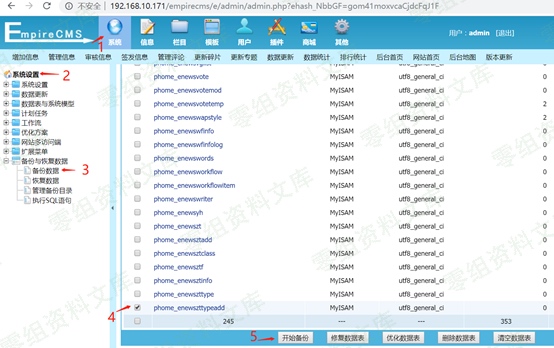 不安全 | 192.168.10.171/empirecms/e/admin/admin.php?ehash_NbbGF=gom41moxvcaCjdcFqJ1F
EmpireCMS
1
系统
信息
栏目
模板
用户
插件
商城
其他
用户：admin [退出]
增加信息 管理信息 审核信息 签发信息 管理评论 更新碎片 更新专题 数据更新 数据统计 排行统计 后台首页 网站首页 后台地图 版本更新
系统设置 2
系统设置
数据更新
数据表与系统模型
计划任务
工作流
优化方案
网站多访问端
扩展菜单
备份与恢复数据
备份数据 3
恢复数据
管理备份目录
执行SQL语句
phome_enewsvote MyISAM utf8_general_ci 0
phome_enewsvotemod MyISAM utf8_general_ci 0
phome_enewsvotetemp MyISAM utf8_general_ci 2
phome_enewswapstyle MyISAM utf8_general_ci 2
phome_enewswfinfo MyISAM utf8_general_ci 0
phome_enewswfinfolog MyISAM utf8_general_ci 0
phome_enewswords MyISAM utf8_general_ci 0
phome_enewsworkflow MyISAM utf8_general_ci 0
phome_enewsworkflowitem MyISAM utf8_general_ci 0
phome_enewswriter MyISAM utf8_general_ci 0
phome_enewsyh MyISAM utf8_general_ci 0
phome_enewszt MyISAM utf8_general_ci 0
phome_enewsztadd MyISAM utf8_general_ci 0
phome_enewsztclass MyISAM utf8_general_ci 0
phome_enewsztf MyISAM utf8_general_ci 0
phome_enewsztinfo MyISAM utf8_general_ci 0
phome_enewszttype MyISAM utf8_general_ci 0
4 phome_enewszttypeadd MyISAM utf8_general_ci 0
245 --- --- 353
5 开始备份 修复数据表 优化数据表 删除数据表 清空数据表
零组资料文库